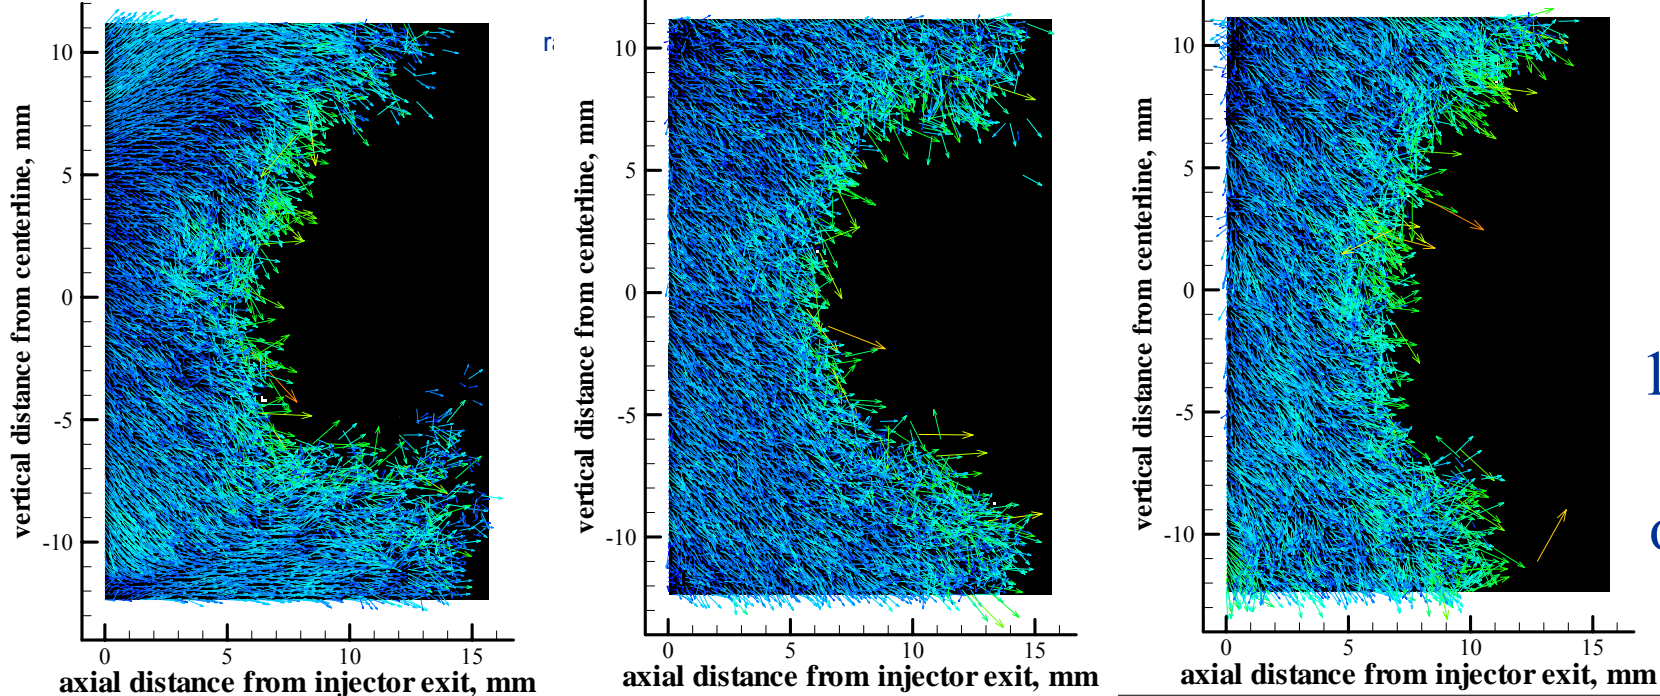 10
5
0
-5
-10
0 5 10 15
vertical distance from centerline, mm
axial distance from injector exit, mm
10
5
0
-5
-10
0 5 10 15
vertical distance from centerline, mm
axial distance from injector exit, mm
10
5
0
-5
-10
0 5 10 15
vertical distance from centerline, mm
axial distance from injector exit, mm